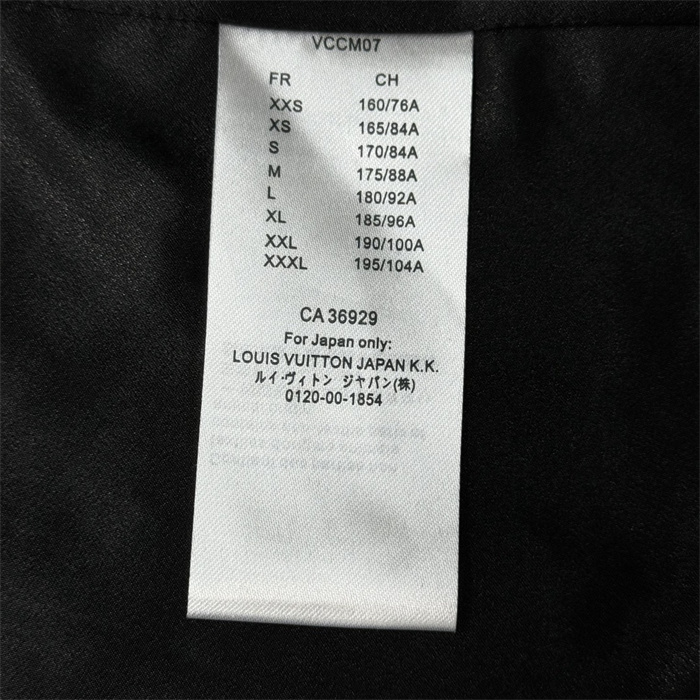 VCCM07
FR CH
XXS 160/76A
XS 165/84A
S 170/84A
M 175/88A
L 180/92A
XL 185/96A
XXL 190/100A
XXXL 195/104A
CA 36929
For Japan only:
LOUIS VUITTON JAPAN K.K.
ルイ・ヴィトン ジャパン(株)
0120-00-1854